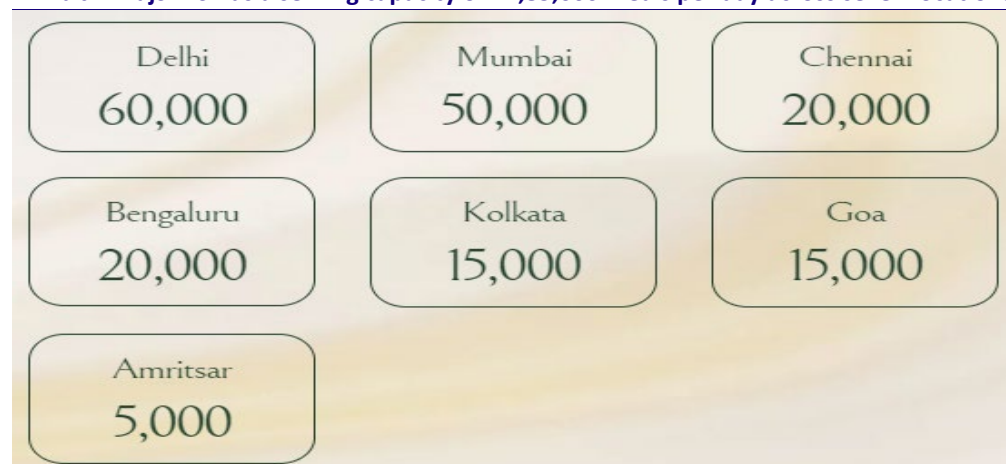 Delhi
Mumbai
Chennai
60,000
50,000
20,000
Bengaluru
Kolkata
Goa
20,000
15,000
15,000
Amritsar
5,000